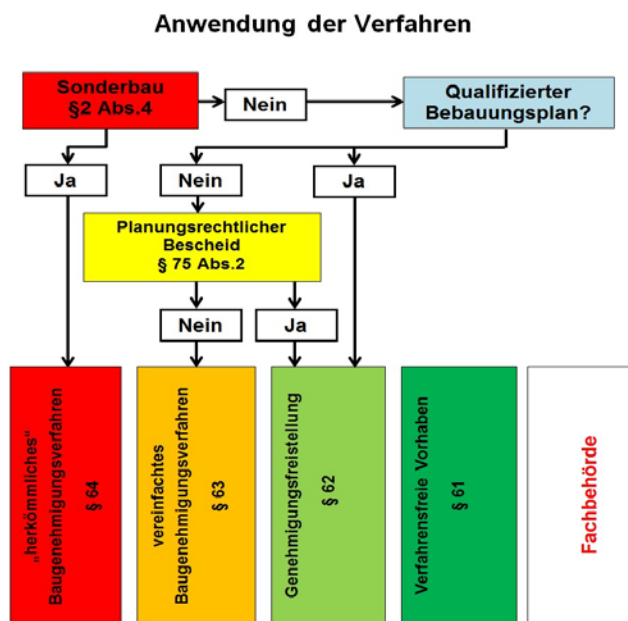 Anwendung der Verfahren
Sonderbau
§2 Abs.4
Nein
Qualifizierter
Bebauungsplan?
Ja
Nein
Ja
Planungsrechtlicher
Bescheid
§ 75 Abs.2
Nein
Ja
„herkömmliches“
Baugenehmigungsverfahren
§ 64
vereinfachtes
Baugenehmigungsverfahren
§ 63
Genehmigungsfreistellung
§ 62
Verfahrensfreie Vorhaben
§ 61
Fachbehörde